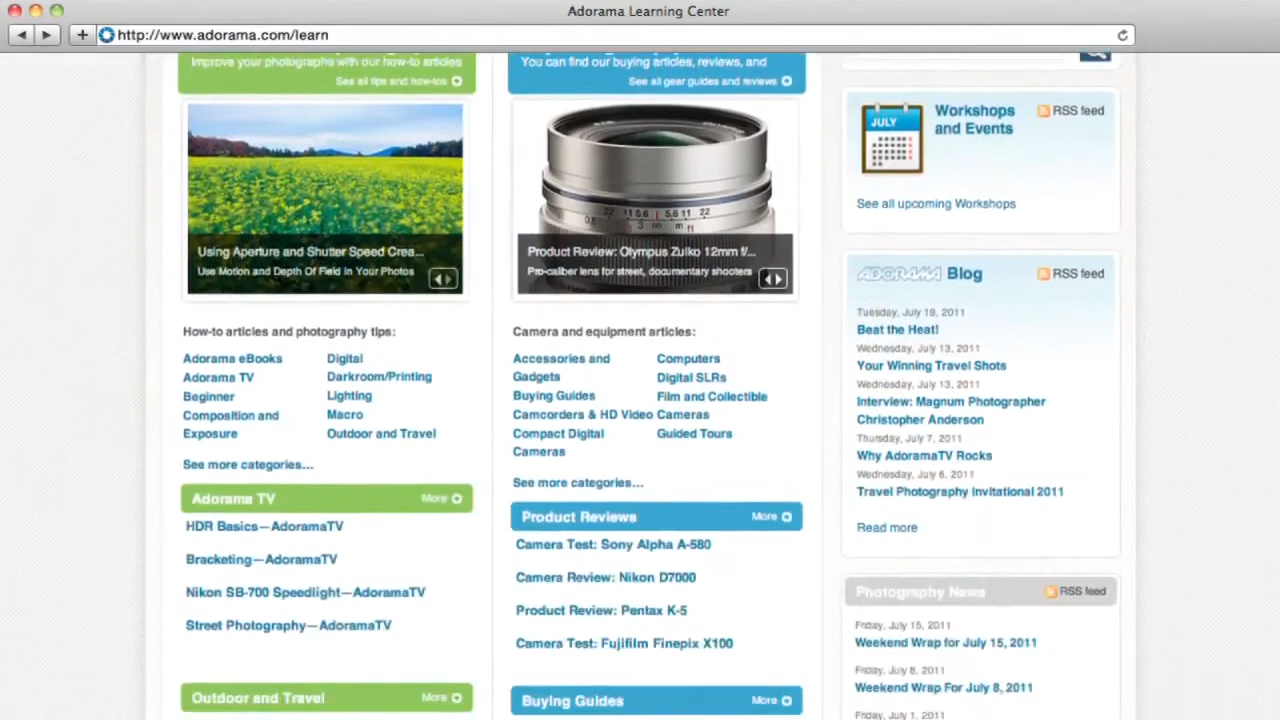 Adorama Learning Center
http://www.adorama.com/learn
Improve your photographs with our how-to articles
See all tips and how-tos
Using Aperture and Shutter Speed Crea...
Use Motion and Depth Of Field In Your Photos
How-to articles and photography tips:
Adorama eBooks
Adorama TV
Beginner
Composition and
Exposure
Digital
Darkroom/Printing
Lighting
Macro
Outdoor and Travel
See more categories...
Adorama TV More
HDR Basics—AdoramaTV
Bracketing—AdoramaTV
Nikon SB-700 Speedlight—AdoramaTV
Street Photography—AdoramaTV
Outdoor and Travel More
You can find our buying articles, reviews, and
See all gear guides and reviews
22 11 5.6 5.6 11 22
3 ∞ m ft
Product Review: Olympus Zuiko 12mm f/...
Pro-caliber lens for street, documentary shooters
Camera and equipment articles:
Accessories and
Gadgets
Buying Guides
Camcorders & HD Video
Compact Digital
Cameras
Computers
Digital SLRs
Film and Collectible
Cameras
Guided Tours
See more categories...
Product Reviews More
Camera Test: Sony Alpha A-580
Camera Review: Nikon D7000
Product Review: Pentax K-5
Camera Test: Fujifilm Finepix X100
Buying Guides More
JULY
Workshops
and Events
RSS feed
See all upcoming Workshops
ADORAMA Blog RSS feed
Tuesday, July 19, 2011
Beat the Heat!
Wednesday, July 13, 2011
Your Winning Travel Shots
Wednesday, July 13, 2011
Interview: Magnum Photographer
Christopher Anderson
Thursday, July 7, 2011
Why AdoramaTV Rocks
Wednesday, July 6, 2011
Travel Photography Invitational 2011
Read more
Photography News RSS feed
Friday, July 15, 2011
Weekend Wrap for July 15, 2011
Friday, July 8, 2011
Weekend Wrap For July 8, 2011
Friday, July 1, 2011